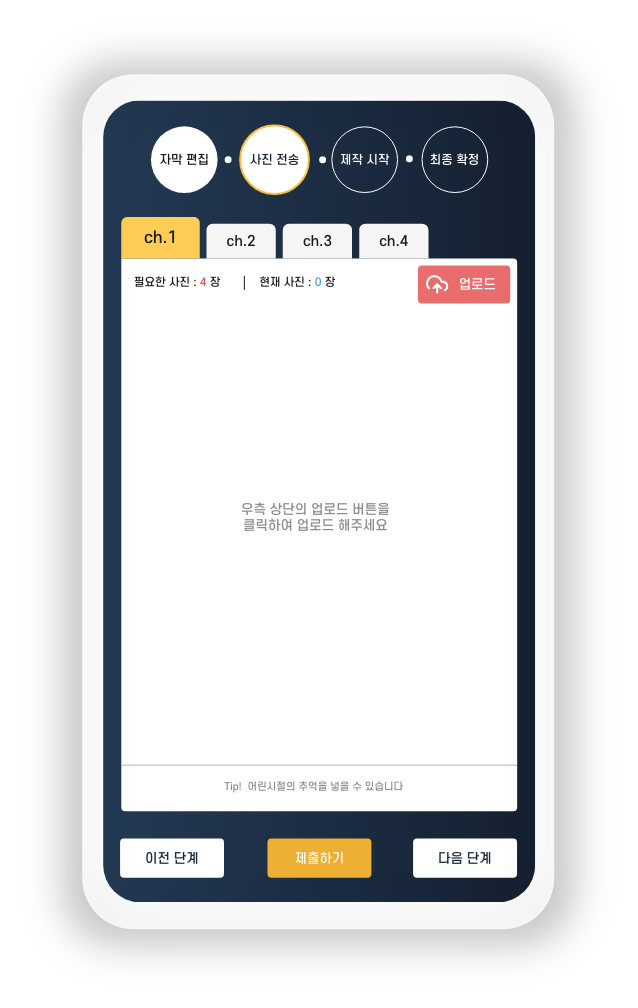 자막 편집 사진 전송 제작 시작 최종 확정
ch.1 ch.2 ch.3 ch.4
필요한 사진 : 4 장 | 현재 사진 : 0 장 업로드
우측 상단의 업로드 버튼을
클릭하여 업로드 해주세요
Tip! 어린시절의 추억을 넣을 수 있습니다
이전 단계 제출하기 다음 단계